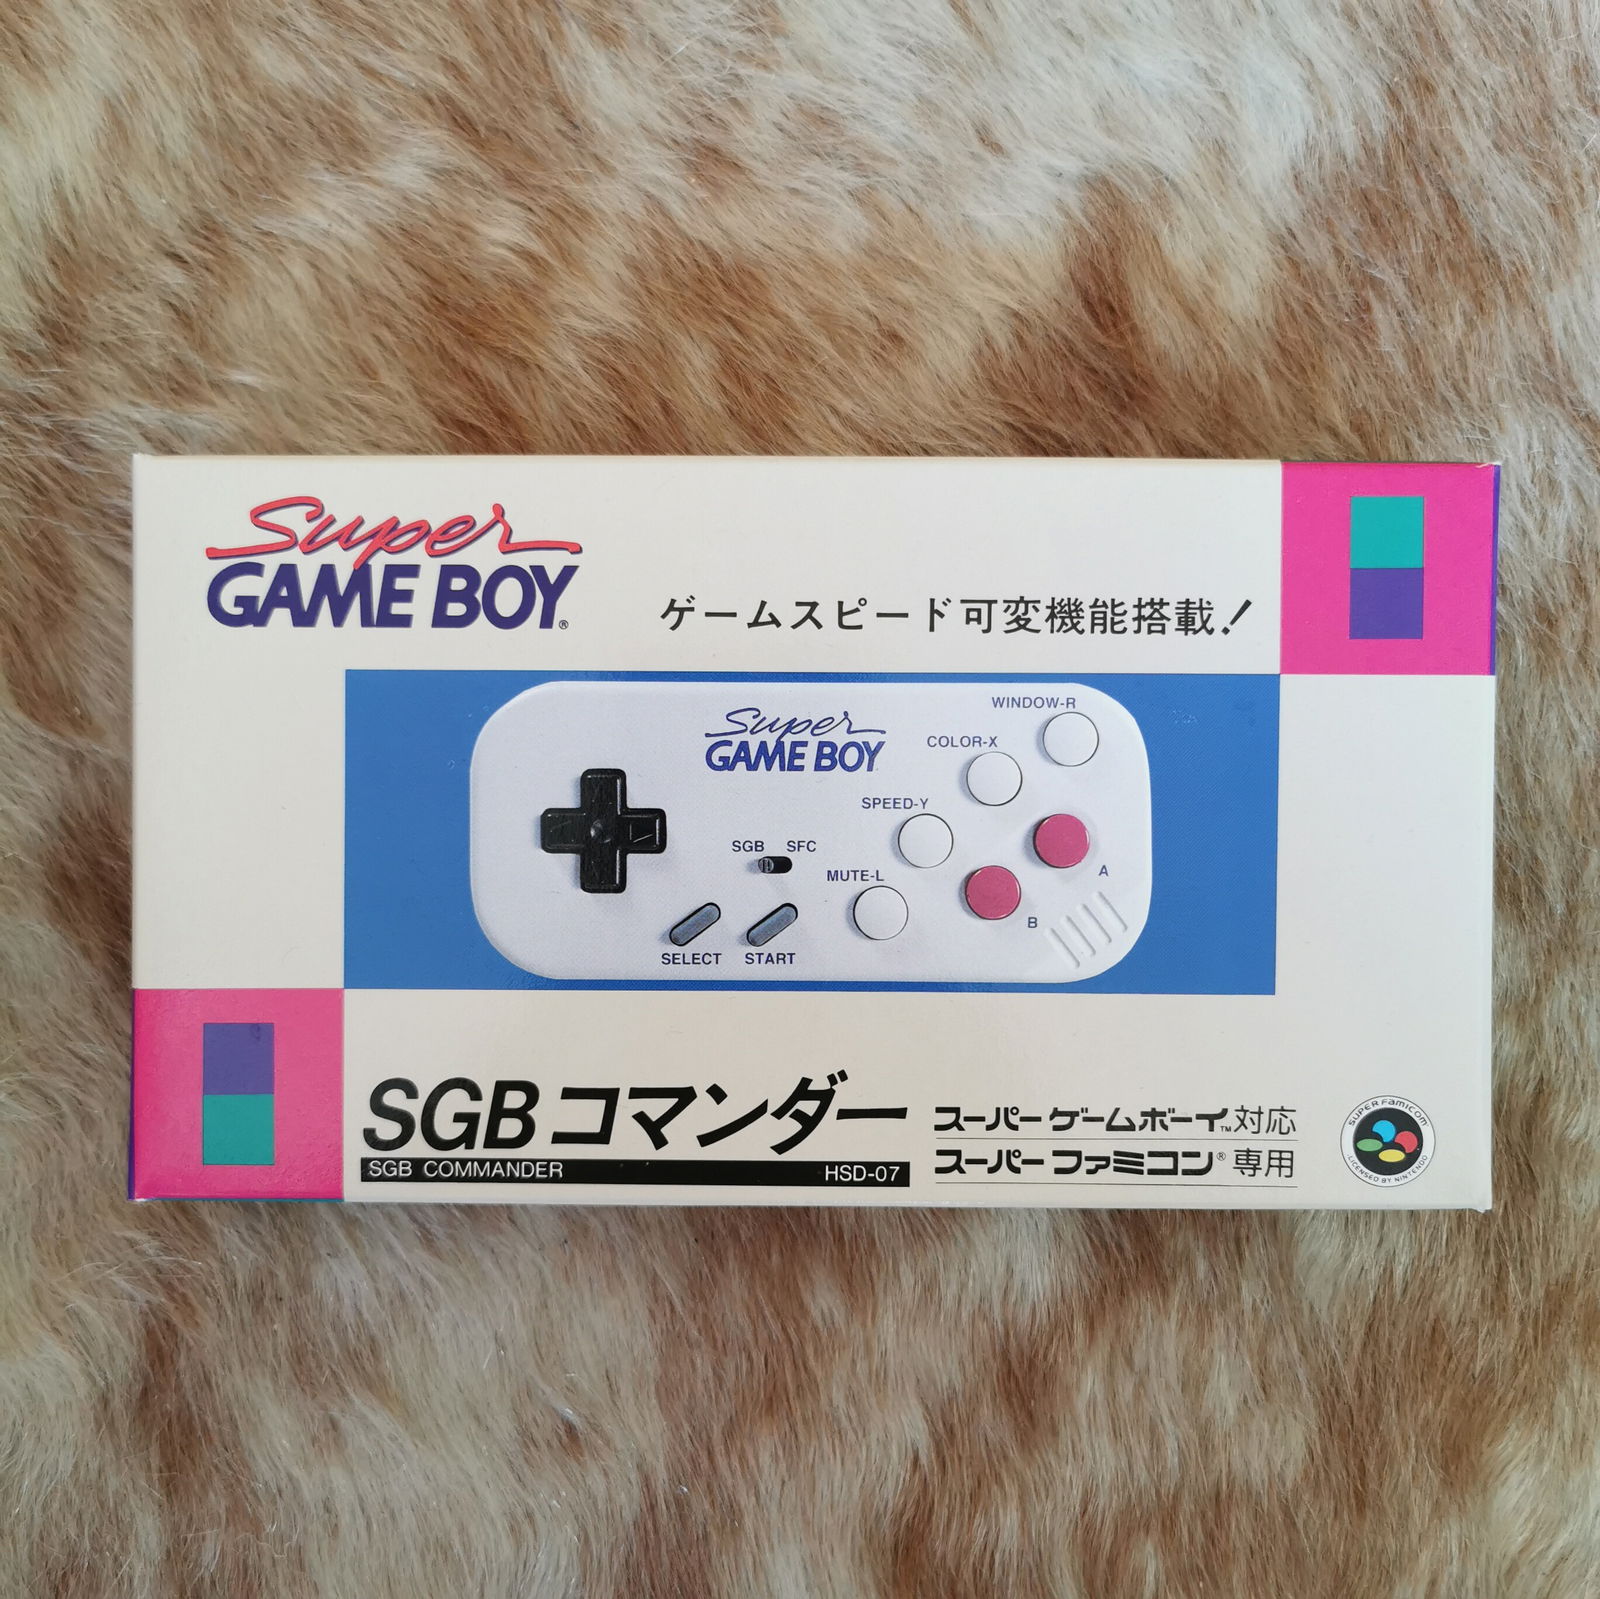 Super
GAME BOY®
ゲームスピード可変機能搭載!
Super
GAME BOY
WINDOW-R
COLOR-X
SPEED-Y
SGB SFC
MUTE-L
A
B
SELECT START
SGBコマンダー
SGB COMMANDER HSD-07
スーパーゲームボーイ™対応
スーパーファミコン®専用
SUPER FAMICOM
LICENSED BY NINTENDO